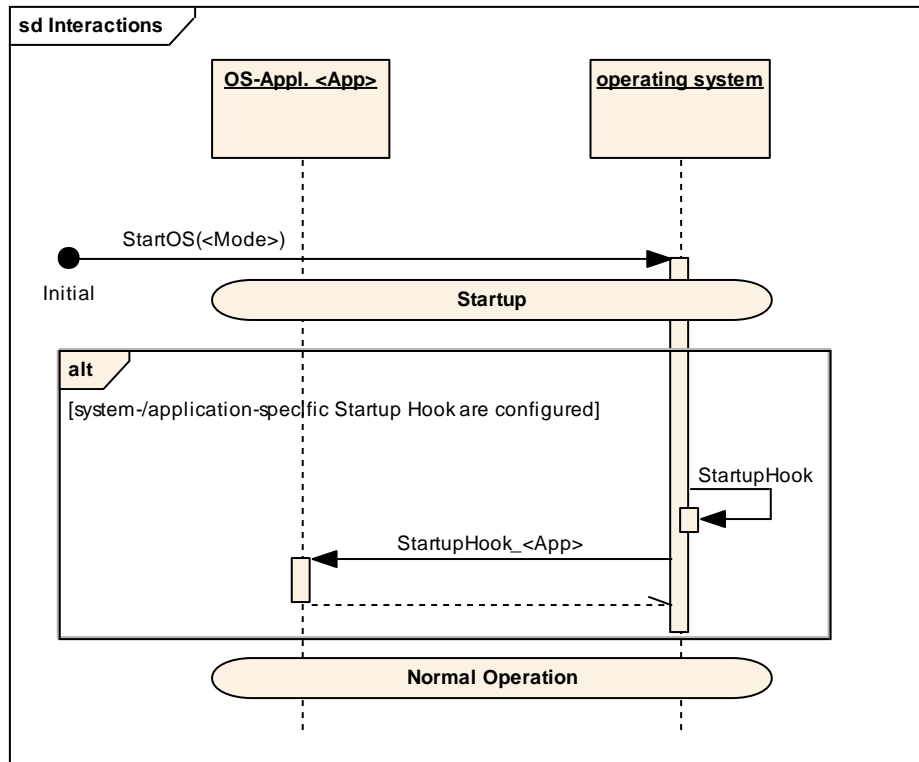 sd Interactions
OS-Appl. <App>
operating system
StartOS(<Mode>)
Initial
Startup
alt
[system-/application-specific Startup Hook are configured]
StartupHook
StartupHook_<App>
Normal Operation